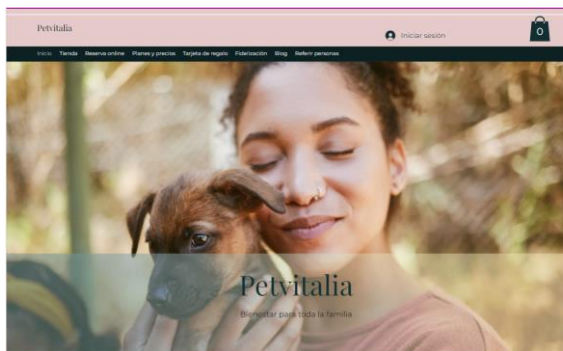 Petvitalia
Iniciar sesión
0
Inicio Tienda Reserva online Planes y precios Tarjeta de regalo Fidelización Blog Referir personas
Petvitalia
Bienestar para toda la familia